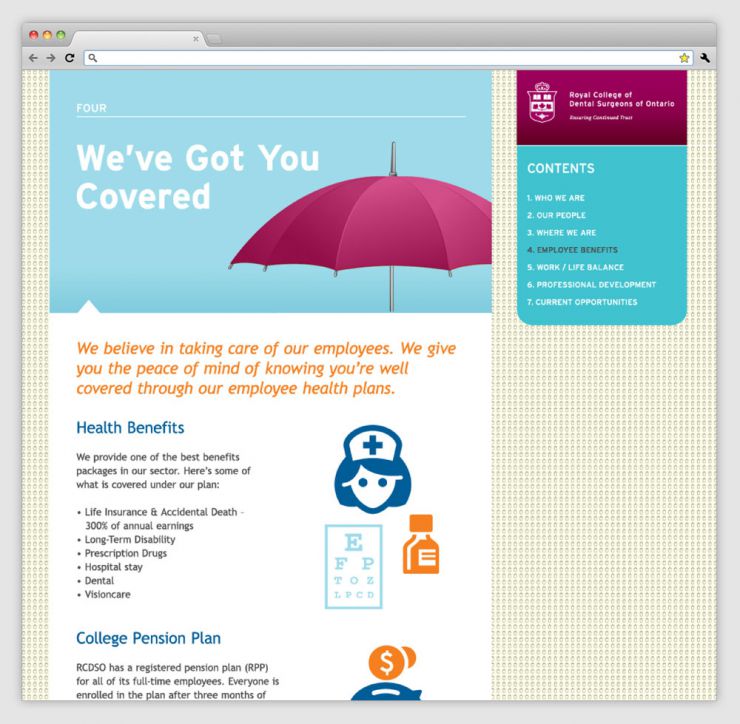 FOUR
We've Got You
Covered
Royal College of
Dental Surgeons of Ontario
Ensuring Continued Trust
CONTENTS
1. WHO WE ARE
2. OUR PEOPLE
3. WHERE WE ARE
4. EMPLOYEE BENEFITS
5. WORK / LIFE BALANCE
6. PROFESSIONAL DEVELOPMENT
7. CURRENT OPPORTUNITIES
We believe in taking care of our employees. We give
you the peace of mind of knowing you're well
covered through our employee health plans.
Health Benefits
We provide one of the best benefits
packages in our sector. Here's some of
what is covered under our plan:
• Life Insurance & Accidental Death –
300% of annual earnings
• Long-Term Disability
• Prescription Drugs
• Hospital stay
• Dental
• Visioncare
E
F P
T O Z
L P C D
E
College Pension Plan
RCDSO has a registered pension plan (RPP)
for all of its full-time employees. Everyone is
enrolled in the plan after three months of
$